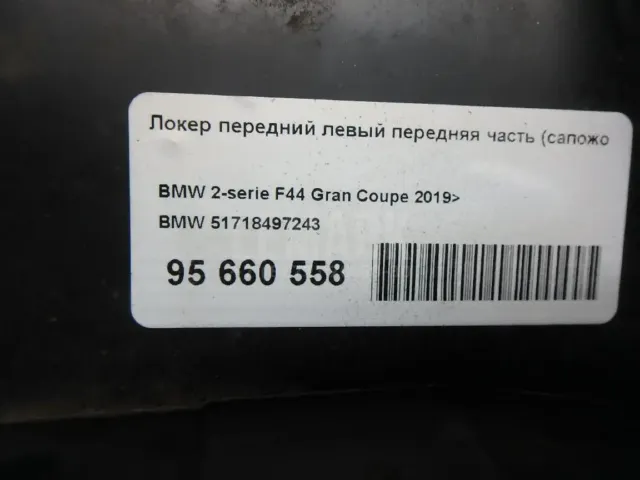 Локер передний левый передняя часть (сапожо
BMW 2-serie F44 Gran Coupe 2019>
BMW 51718497243
95 660 558